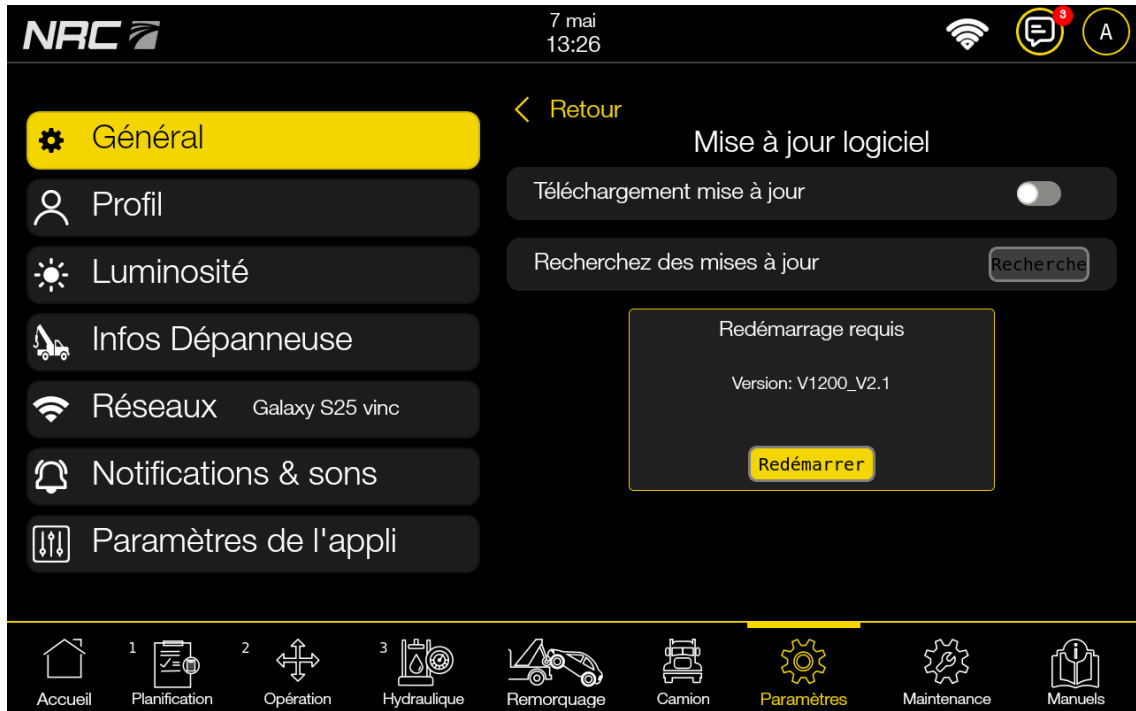 NRC
7 mai
13:26
3
A
Général
Profil
Luminosité
Infos Dépanneuse
Réseaux Galaxy S25 vinc
Notifications & sons
Paramètres de l'appli
Retour
Mise à jour logiciel
Téléchargement mise à jour
Recherchez des mises à jour
Recherche
Redémarrage requis
Version: V1200_V2.1
Redémarrer
Accueil
1 Planification
2 Opération
3 Hydraulique
Remorquage
Camion
Paramètres
Maintenance
Manuels